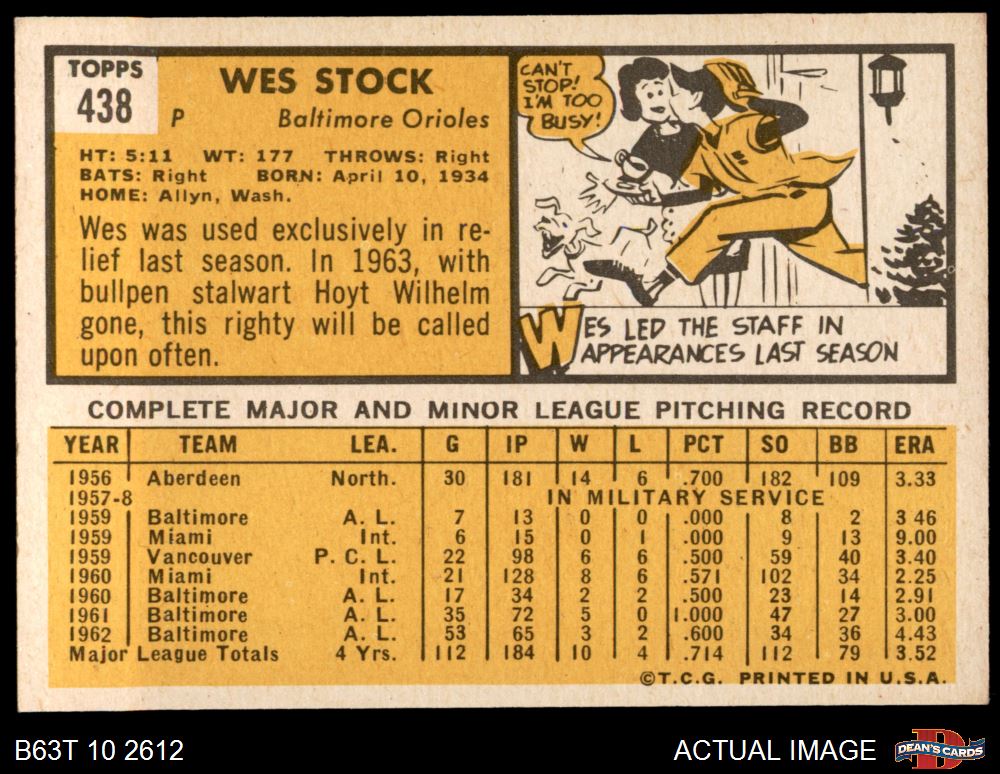 TOPPS
438
WES STOCK
P Baltimore Orioles
HT: 5:11 WT: 177 THROWS: Right
BATS: Right BORN: April 10, 1934
HOME: Allyn, Wash.
Wes was used exclusively in re-
lief last season. In 1963, with
bullpen stalwart Hoyt Wilhelm
gone, this righty will be called
upon often.
CAN'T
STOP!
I'M TOO
BUSY!
WES LED THE STAFF IN
APPEARANCES LAST SEASON
COMPLETE MAJOR AND MINOR LEAGUE PITCHING RECORD
YEAR TEAM LEA. G IP W L PCT SO BB ERA
1956 Aberdeen North. 30 181 14 6 .700 182 109 3.33
1957-8 IN MILITARY SERVICE
1959 Baltimore A. L. 7 13 0 0 .000 8 2 3 46
1959 Miami Int. 6 15 0 1 .000 9 13 9.00
1959 Vancouver P. C. L. 22 98 6 6 .500 59 40 3.40
1960 Miami Int. 21 128 8 6 .571 102 34 2.25
1960 Baltimore A. L. 17 34 2 2 .500 23 14 2.91
1961 Baltimore A. L. 35 72 5 0 1.000 47 27 3.00
1962 Baltimore A. L. 53 65 3 2 .600 34 36 4.43
Major League Totals 4 Yrs. 112 184 10 4 .714 112 79 3.52
©T.C.G. PRINTED IN U.S.A.
B63T 10 2612
ACTUAL IMAGE
D
DEAN'S CARDS